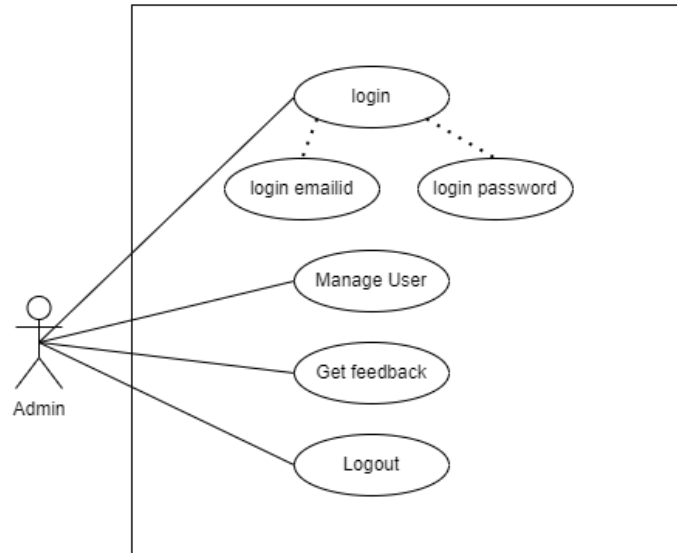 login
login emailid
login password
Manage User
Get feedback
Admin
Logout